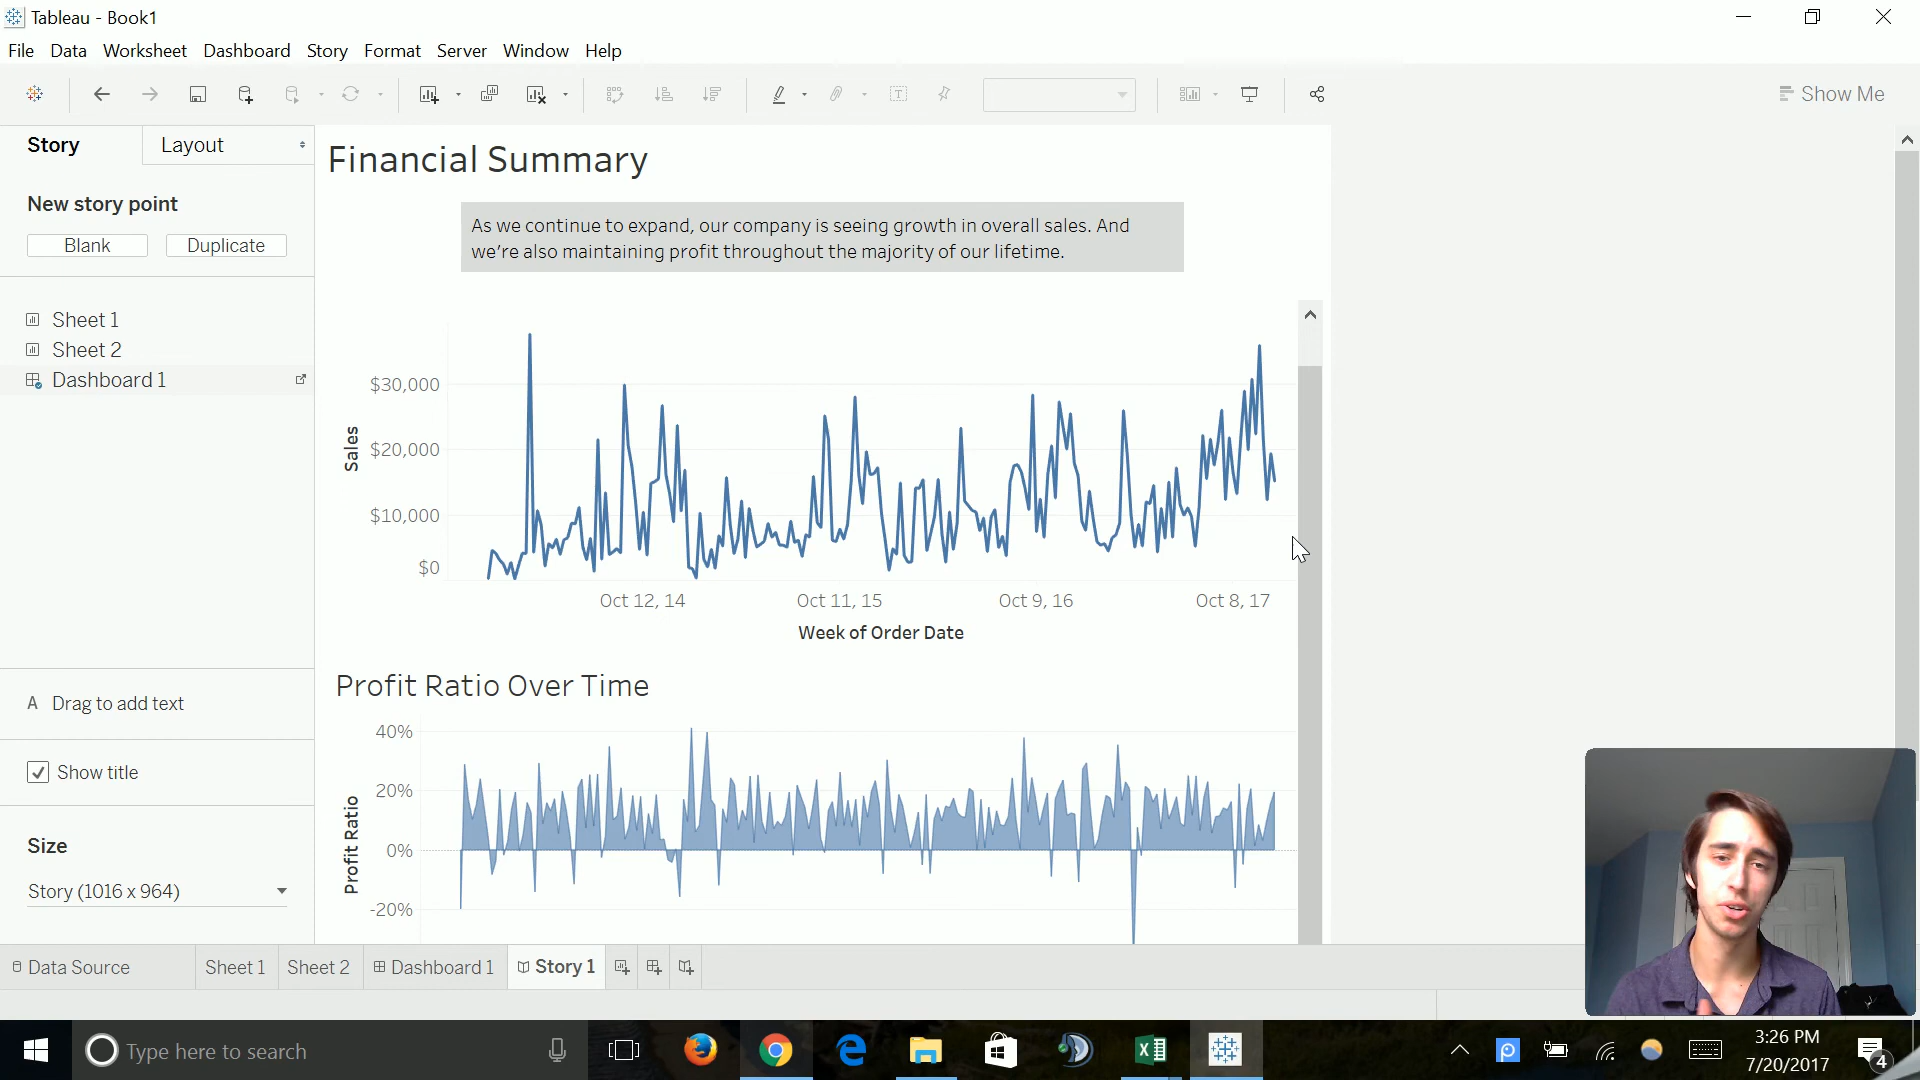 Tableau - Book1
File Data Worksheet Dashboard Story Format Server Window Help
Show Me
Story Layout
New story point
Blank Duplicate
Sheet 1
Sheet 2
Dashboard 1
A Drag to add text
Show title
Size
Story (1016 x 964)
Financial Summary
As we continue to expand, our company is seeing growth in overall sales. And
we're also maintaining profit throughout the majority of our lifetime.
Sales
$30,000
$20,000
$10,000
$0
Oct 12, 14 Oct 11, 15 Oct 9, 16 Oct 8, 17
Week of Order Date
Profit Ratio Over Time
Profit Ratio
40%
20%
0%
-20%
Data Source Sheet 1 Sheet 2 Dashboard 1 Story 1
Type here to search
3:26 PM
7/20/2017
4